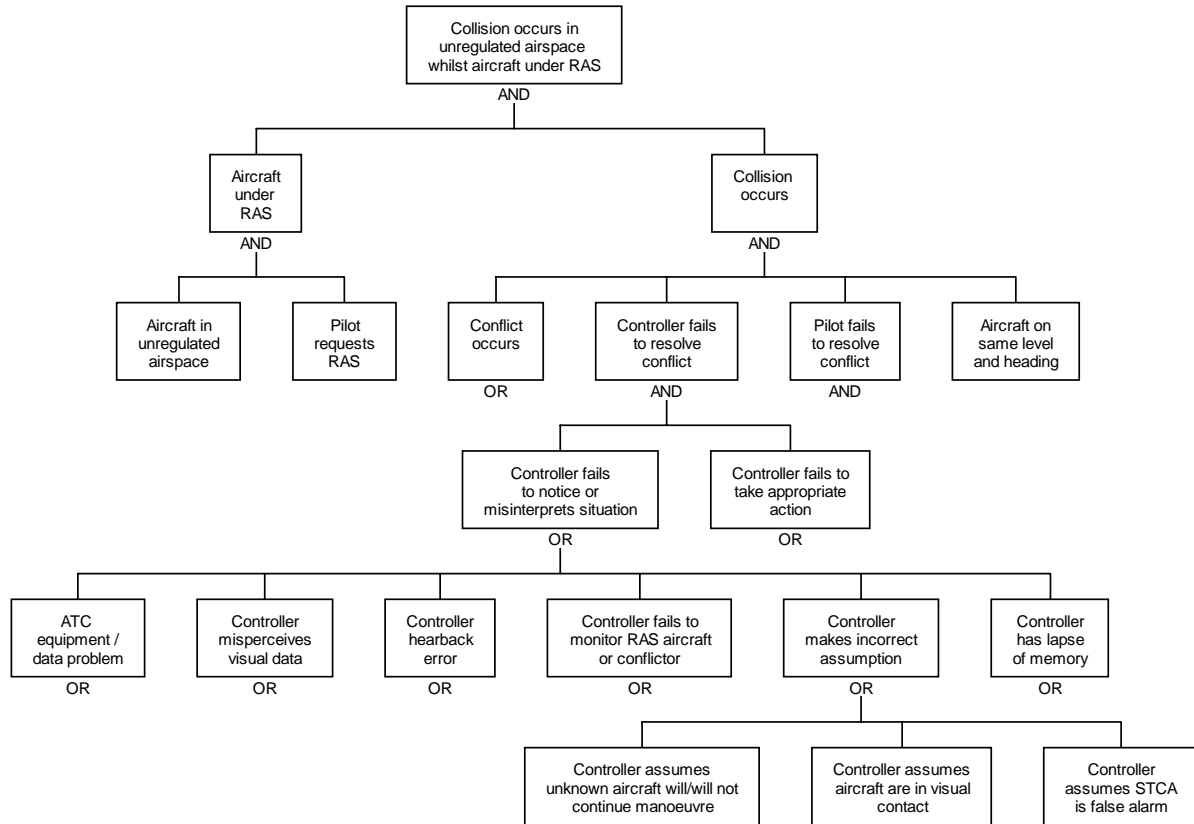 Collision occurs in
unregulated airspace
whilst aircraft under RAS
AND
Aircraft
under
RAS
AND
Collision
occurs
AND
Aircraft in
unregulated
airspace
Pilot
requests
RAS
Conflict
occurs
OR
Controller fails
to resolve
conflict
AND
Pilot fails
to resolve
conflict
AND
Aircraft on
same level
and heading
Controller fails
to notice or
misinterprets situation
OR
Controller fails to
take appropriate
action
OR
ATC
equipment /
data problem
OR
Controller
misperceives
visual data
OR
Controller
hearback
error
OR
Controller fails to
monitor RAS aircraft
or conflictor
OR
Controller
makes incorrect
assumption
OR
Controller
has lapse
of memory
OR
Controller assumes
unknown aircraft will/will not
continue manoeuvre
Controller assumes
aircraft are in visual
contact
Controller
assumes STCA
is false alarm